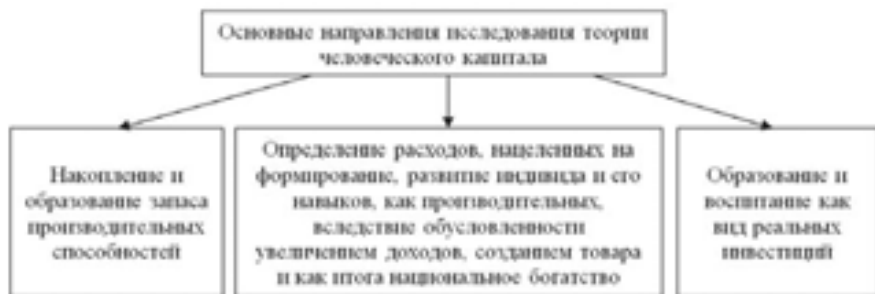 Основные направления исследования теории
человеческого капитала
Накопление и
образование запаса
производительных
способностей
Определение расходов, нацеленных на
формирование, развитие индивида и его
навыков, как производительных,
вследствие обусловленности
увеличением доходов, созданием товара
и как итога национальное богатство
Образование и
воспитание как
вид реальных
инвестиций